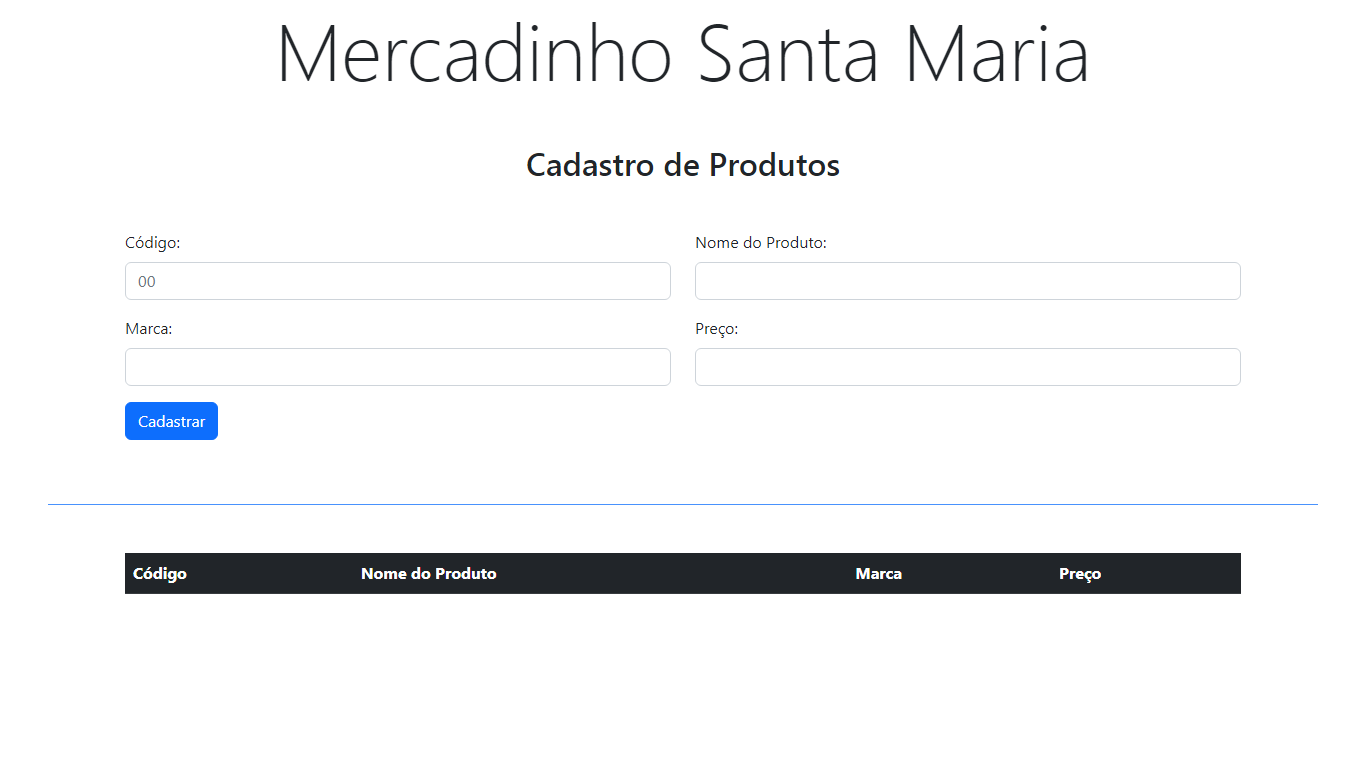 Mercadinho Santa Maria
Cadastro de Produtos
Código: Nome do Produto:
00
Marca: Preço:
Cadastrar
Código Nome do Produto Marca Preço